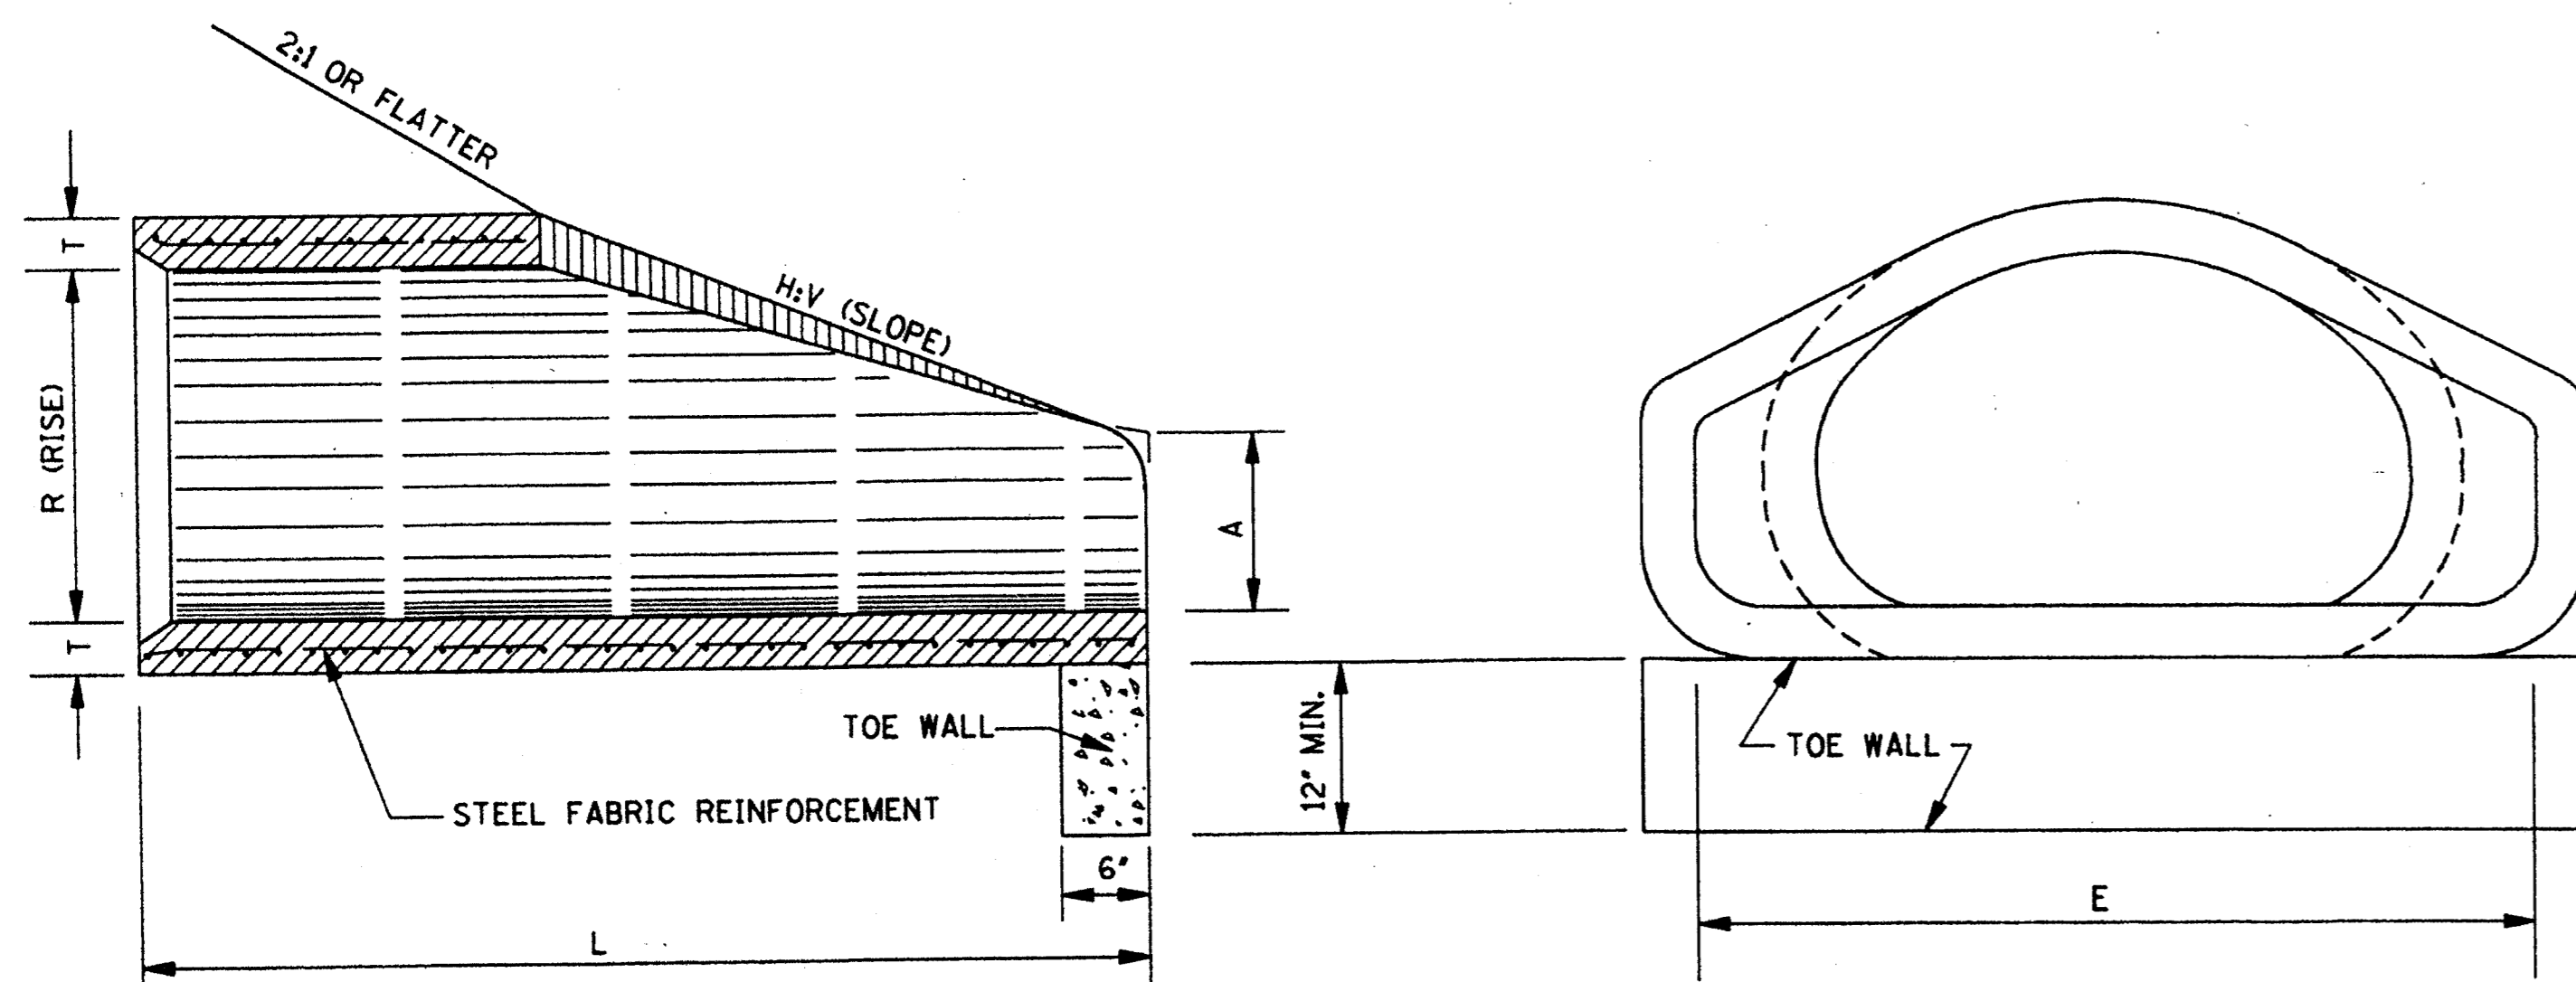 2:1 OR FLATTER
T
H:V (SLOPE)
R (RISE)
A
T
TOE WALL
12" MIN.
TOE WALL
STEEL FABRIC REINFORCEMENT
6"
E
L